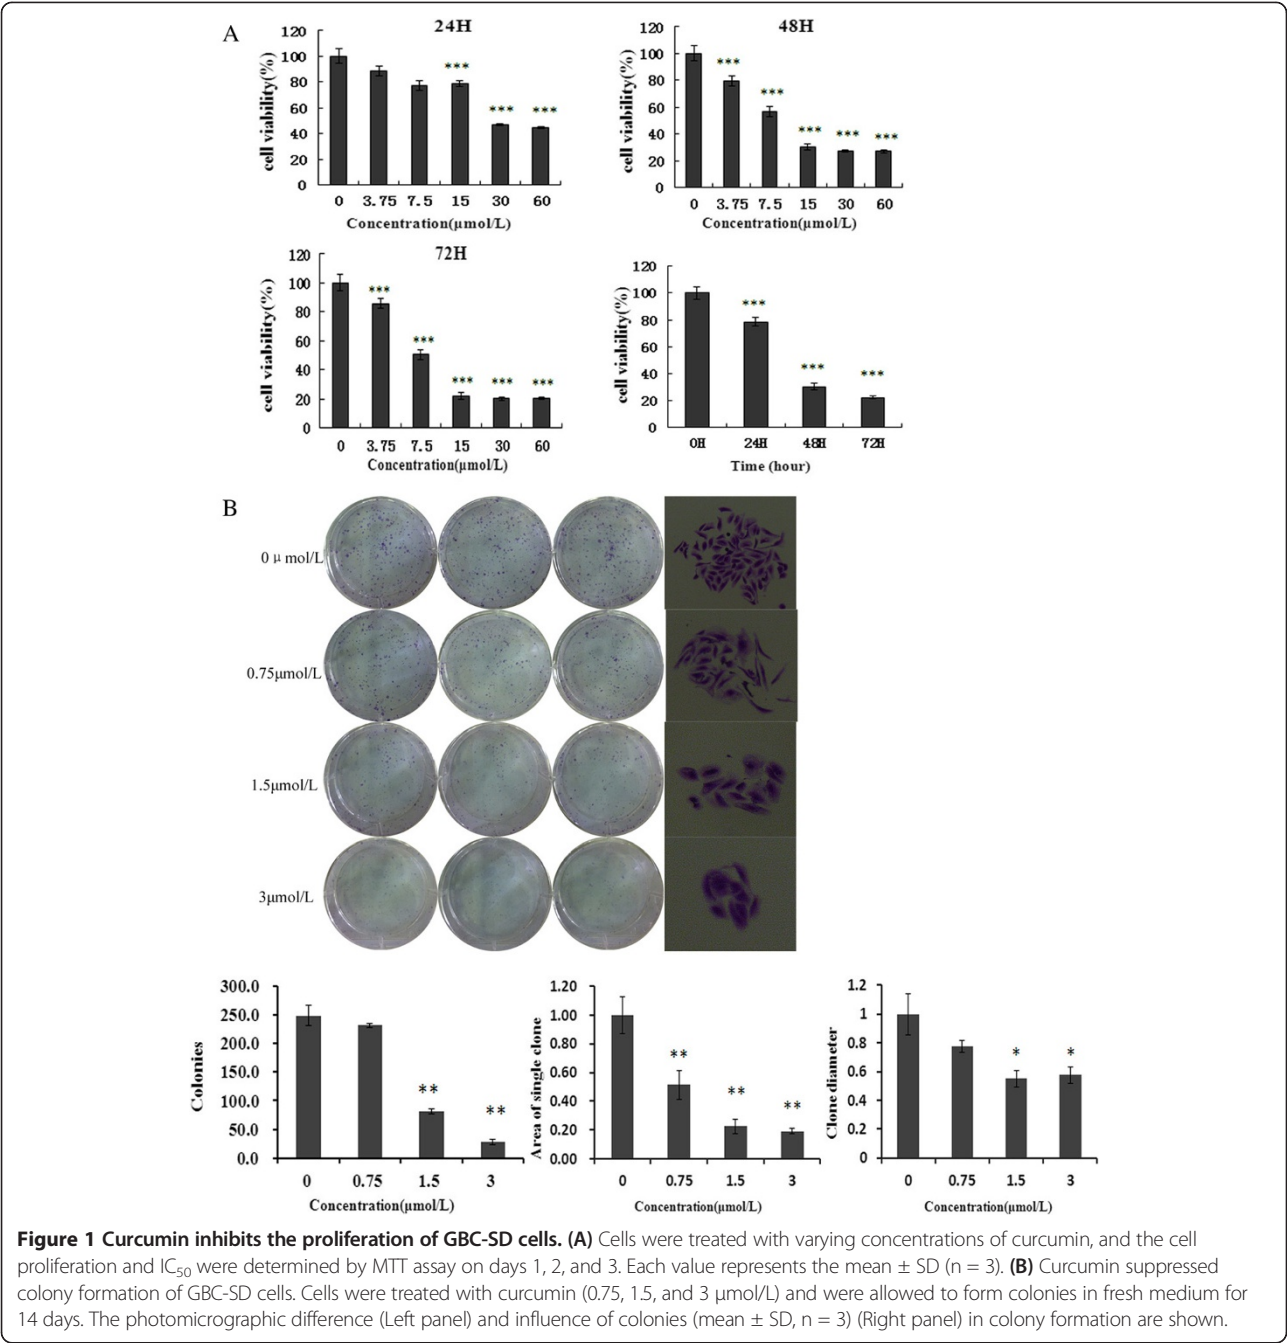 A
24H
120
100
80
60
40
20
0
cell viability(%)
***
***
***
0 3.75 7.5 15 30 60
Concentration(µmol/L)
48H
120
100
80
60
40
20
0
cell viability(%)
***
***
***
***
***
0 3.75 7.5 15 30 60
Concentration(µmol/L)
72H
120
100
80
60
40
20
0
cell viability(%)
***
***
***
***
***
0 3.75 7.5 15 30 60
Concentration(µmol/L)
120
100
80
60
40
20
0
cell viability(%)
***
***
***
0H 24H 48H 72H
Time (hour)
B
0 µ mol/L
0.75µmol/L
1.5µmol/L
3µmol/L
300.0
250.0
200.0
150.0
100.0
50.0
0.0
Colonies
**
**
0 0.75 1.5 3
Concentration(µmol/L)
1.20
1.00
0.80
0.60
0.40
0.20
0.00
Area of single clone
**
**
**
0 0.75 1.5 3
Concentration(µmol/L)
1.2
1
0.8
0.6
0.4
0.2
0
Clone diameter
*
*
0 0.75 1.5 3
Concentration(µmol/L)
Figure 1 Curcumin inhibits the proliferation of GBC-SD cells. (A) Cells were treated with varying concentrations of curcumin, and the cell
proliferation and IC50 were determined by MTT assay on days 1, 2, and 3. Each value represents the mean ± SD (n = 3). (B) Curcumin suppressed
colony formation of GBC-SD cells. Cells were treated with curcumin (0.75, 1.5, and 3 µmol/L) and were allowed to form colonies in fresh medium for
14 days. The photomicrographic difference (Left panel) and influence of colonies (mean ± SD, n = 3) (Right panel) in colony formation are shown.